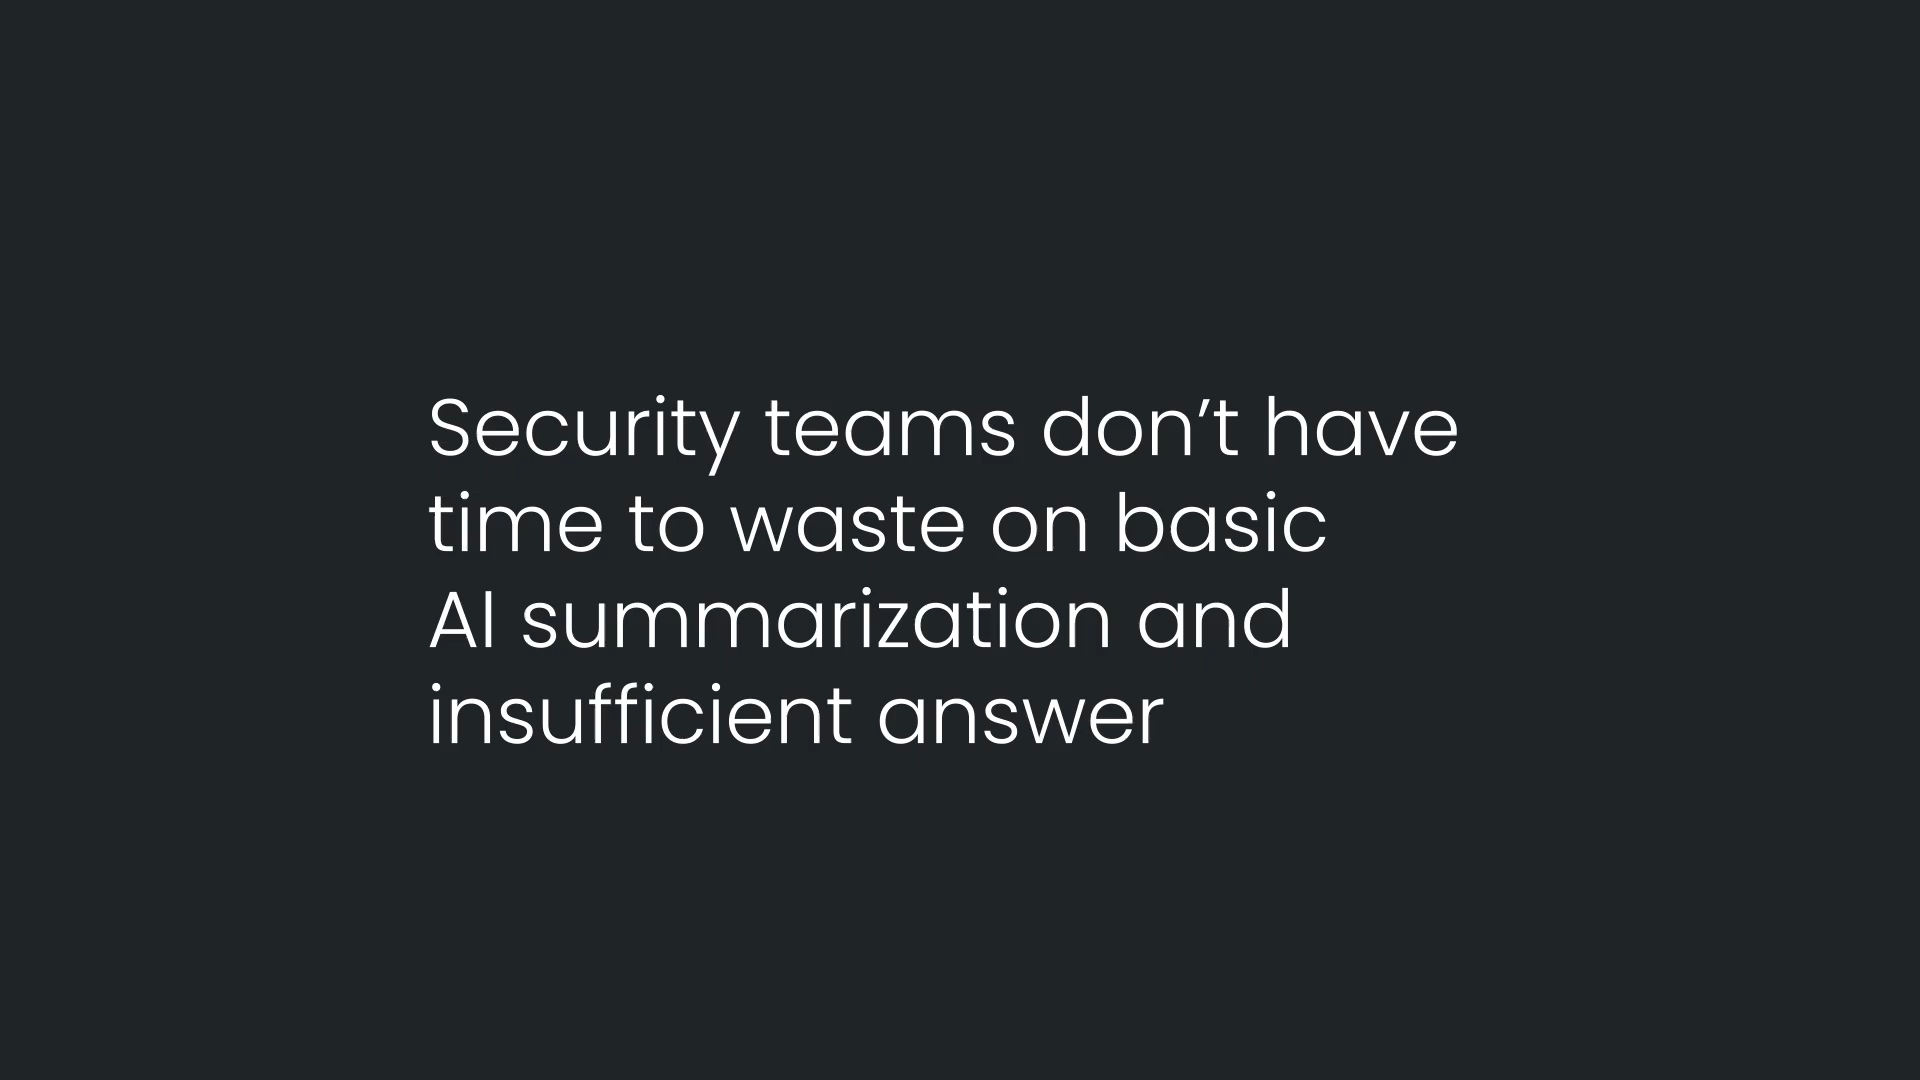 Security teams don’t have
time to waste on basic
AI summarization and
insufficient answer